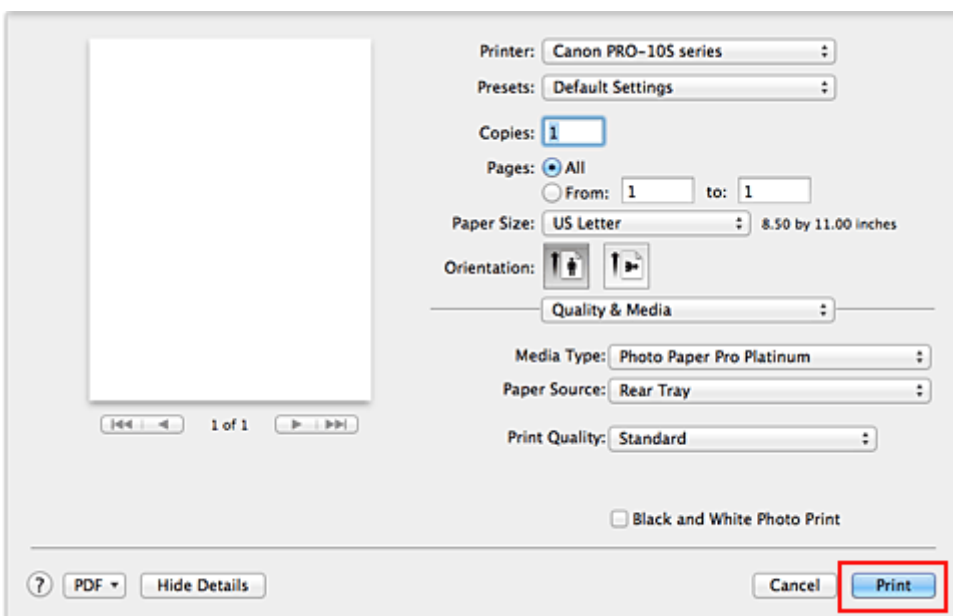 Printer: Canon PRO-10S series
Presets: Default Settings
Copies: 1
Pages: All
From: 1 to: 1
Paper Size: US Letter 8.50 by 11.00 inches
Orientation:
Quality & Media
Media Type: Photo Paper Pro Platinum
Paper Source: Rear Tray
1 of 1
Print Quality: Standard
Black and White Photo Print
? PDF Hide Details Cancel Print